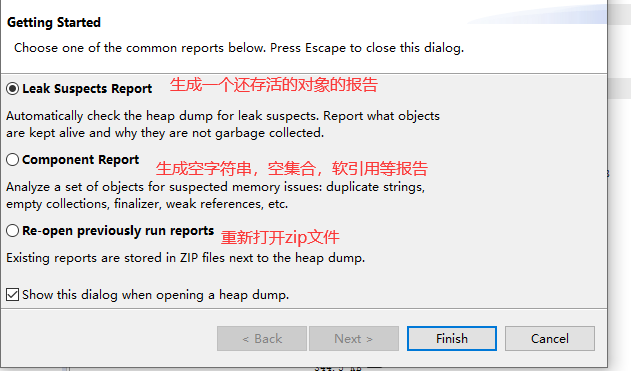 Getting Started
Choose one of the common reports below. Press Escape to close this dialog.
Leak Suspects Report 生成一个还存活的对象的报告
Automatically check the heap dump for leak suspects. Report what objects
are kept alive and why they are not garbage collected.
Component Report 生成空字符串，空集合，软引用等报告
Analyze a set of objects for suspected memory issues: duplicate strings,
empty collections, finalizer, weak references, etc.
Re-open previously run reports 重新打开zip文件
Existing reports are stored in ZIP files next to the heap dump.
Show this dialog when opening a heap dump.
< Back Next > Finish Cancel